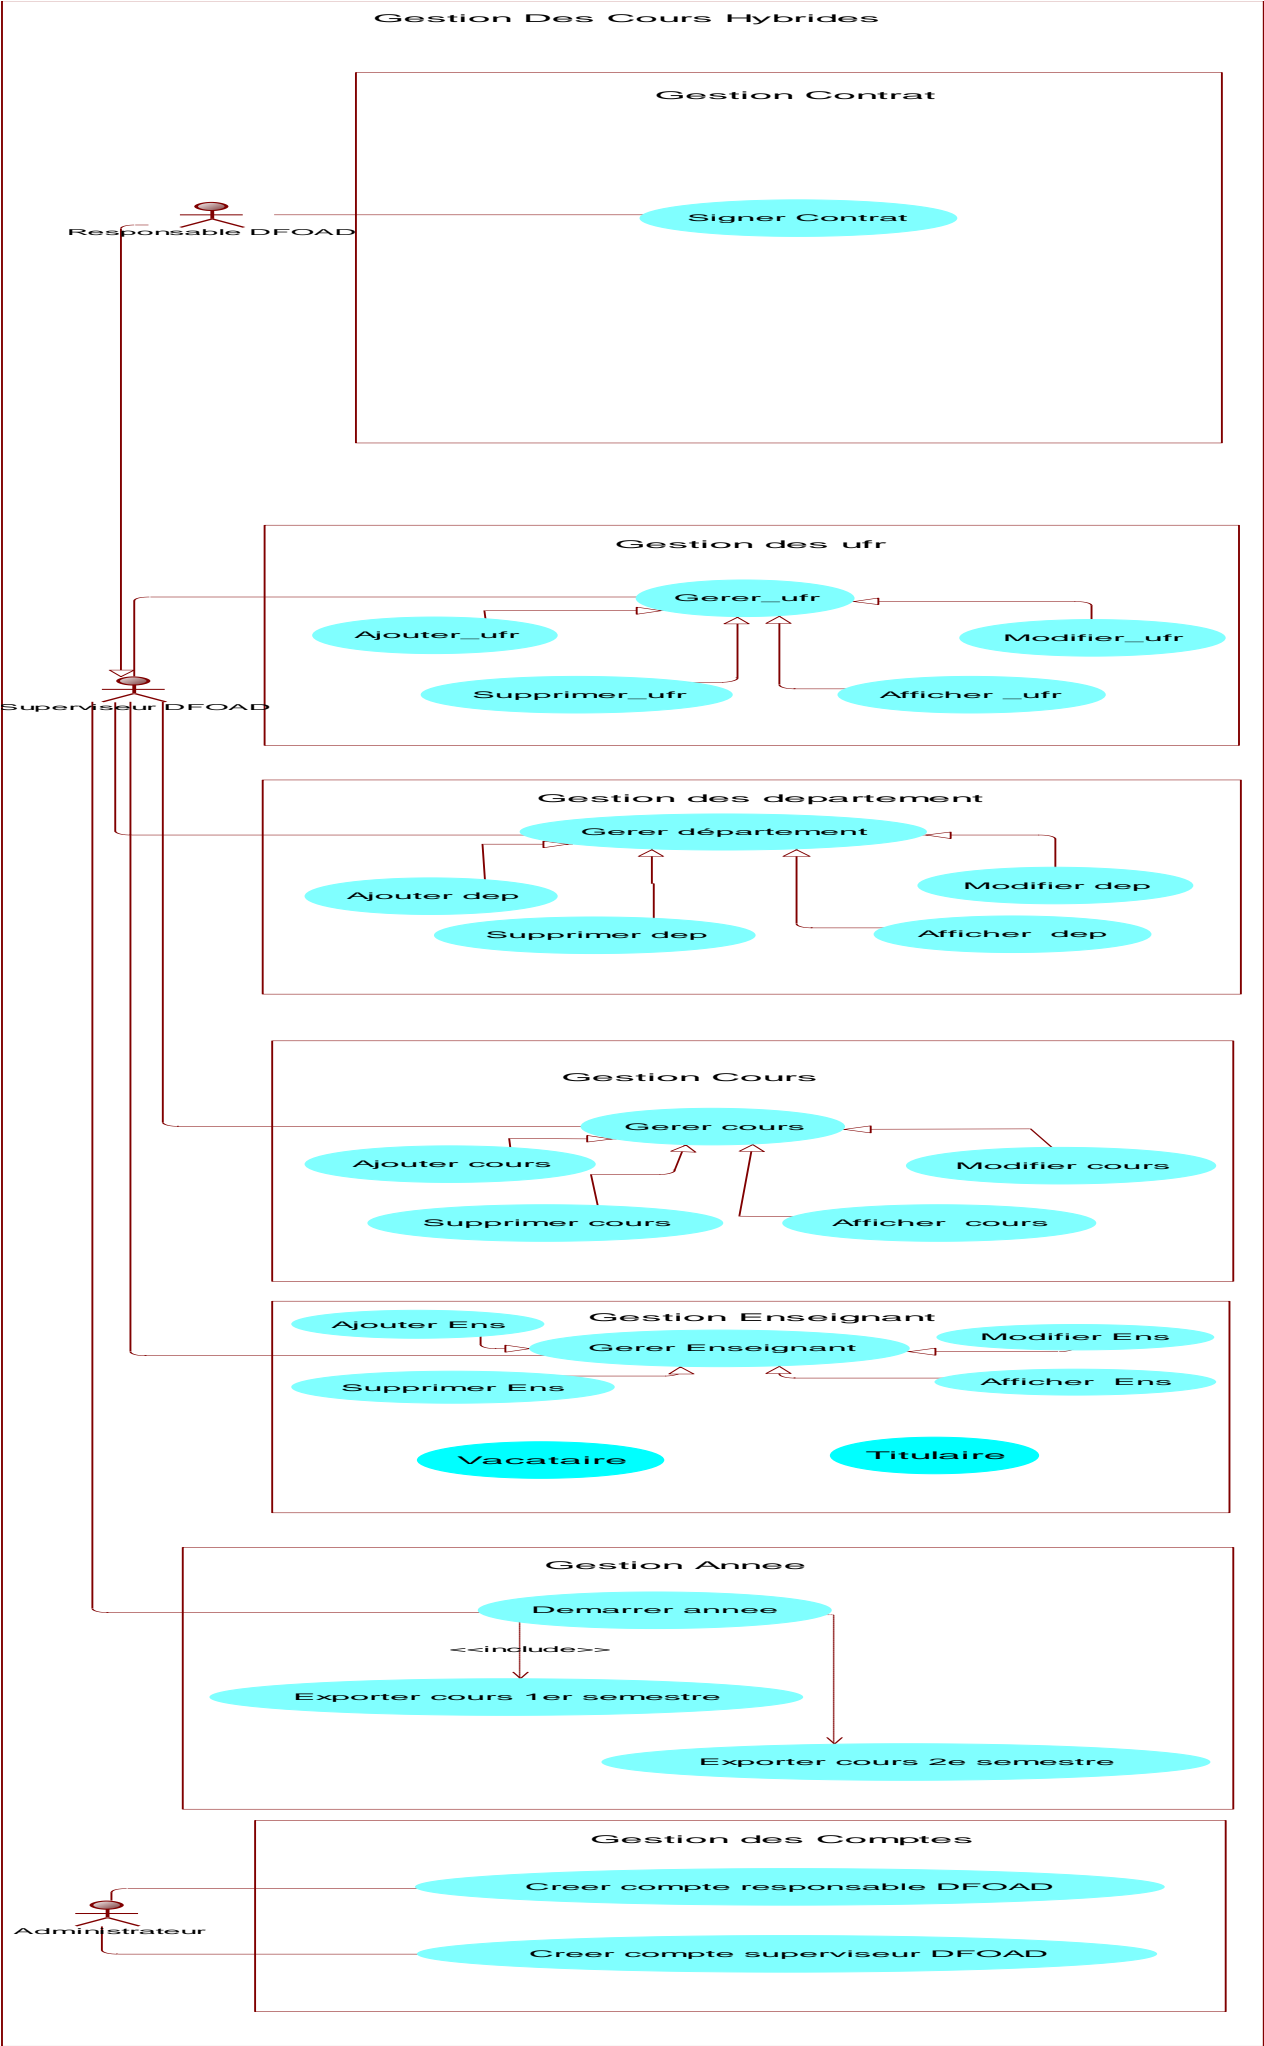 Gestion Des Cours Hybrides
Gestion Contrat
Signer Contrat
Responsable DFOAD
Gestion des ufr
Gerer_ufr
Ajouter_ufr
Modifier_ufr
Supprimer_ufr
Afficher _ufr
Superviseur DFOAD
Gestion des departement
Gerer département
Ajouter dep
Modifier dep
Supprimer dep
Afficher  dep
Gestion Cours
Gerer cours
Ajouter cours
Modifier cours
Supprimer cours
Afficher  cours
Gestion Enseignant
Ajouter Ens
Modifier Ens
Gerer Enseignant
Supprimer Ens
Afficher  Ens
Vacataire
Titulaire
Gestion Annee
Demarrer annee
<<include>>
Exporter cours 1er semestre
Exporter cours 2e semestre
Gestion des Comptes
Creer compte responsable DFOAD
Administrateur
Creer compte superviseur DFOAD